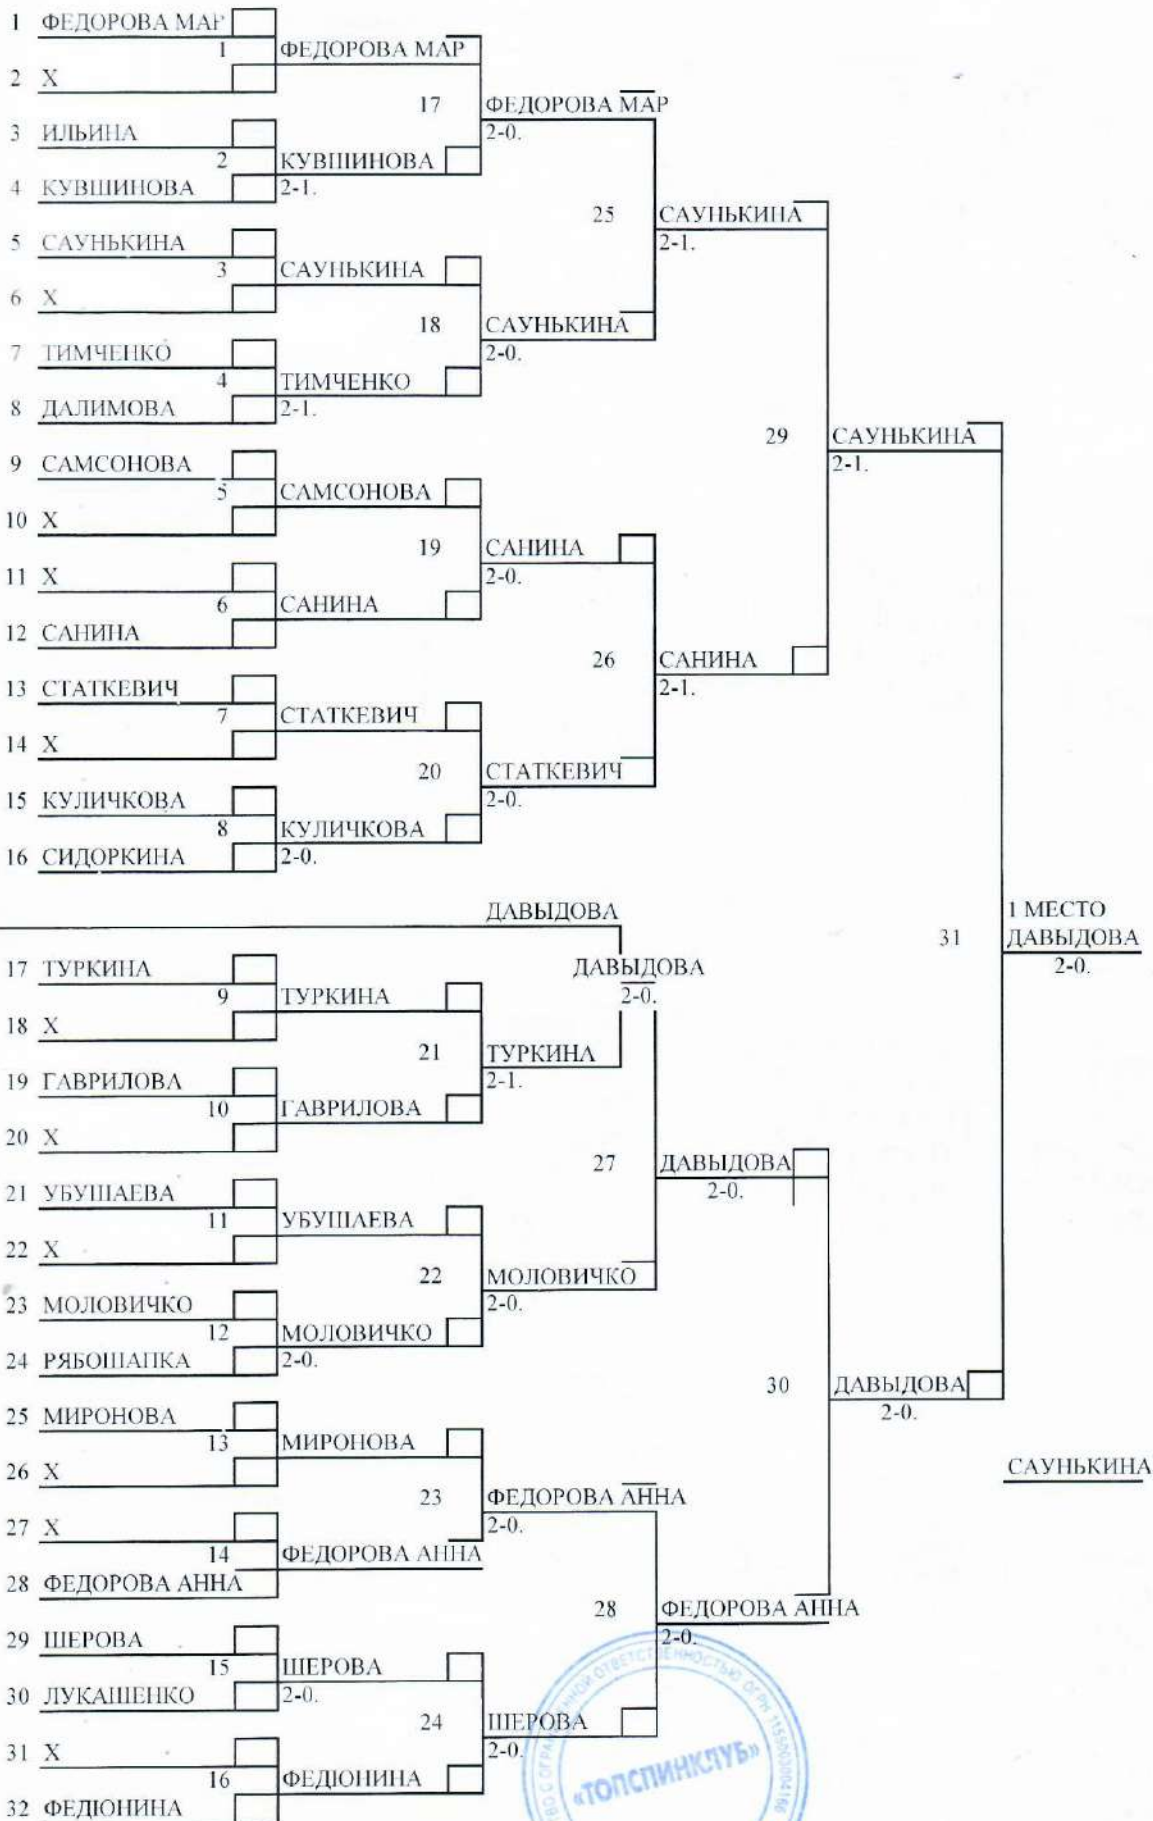 1 ФЕДОРОВА МАР
1 ФЕДОРОВА МАР
2 X
17 ФЕДОРОВА МАР
2-0.
3 ИЛЬИНА
2 КУВШИНОВА
4 КУВШИНОВА 2-1.
25 САУНЬКИНА
2-1.
5 САУНЬКИНА
3 САУНЬКИНА
6 X
18 САУНЬКИНА
2-0.
7 ТИМЧЕНКО
4 ТИМЧЕНКО
8 ДАЛИМОВА 2-1.
29 САУНЬКИНА
2-1.
9 САМСОНОВА
5 САМСОНОВА
10 X
19 САНИНА
2-0.
11 X
6 САНИНА
12 САНИНА
26 САНИНА
2-1.
13 СТАТКЕВИЧ
7 СТАТКЕВИЧ
14 X
20 СТАТКЕВИЧ
2-0.
15 КУЛИЧКОВА
8 КУЛИЧКОВА
16 СИДОРКИНА 2-0.
ДАВЫДОВА
1 МЕСТО
31 ДАВЫДОВА
2-0.
17 ТУРКИНА
ДАВЫДОВА
2-0.
9 ТУРКИНА
18 X
21 ТУРКИНА
2-1.
19 ГАВРИЛОВА
10 ГАВРИЛОВА
20 X
27 ДАВЫДОВА
2-0.
21 УБУШАЕВА
11 УБУШАЕВА
22 X
22 МОЛОВИЧКО
2-0.
23 МОЛОВИЧКО
12 МОЛОВИЧКО
24 РЯБОШАПКА 2-0.
30 ДАВЫДОВА
2-0.
25 МИРОНОВА
13 МИРОНОВА
26 X
САУНЬКИНА
23 ФЕДОРОВА АННА
2-0.
27 X
14 ФЕДОРОВА АННА
28 ФЕДОРОВА АННА
28 ФЕДОРОВА АННА
2-0.
29 ШЕРОВА
15 ШЕРОВА
30 ЛУКАШЕНКО 2-0.
24 ШЕРОВА
2-0.
31 X
16 ФЕДЮНИНА
32 ФЕДЮНИНА
«ТОПСПИНКЛУБ»